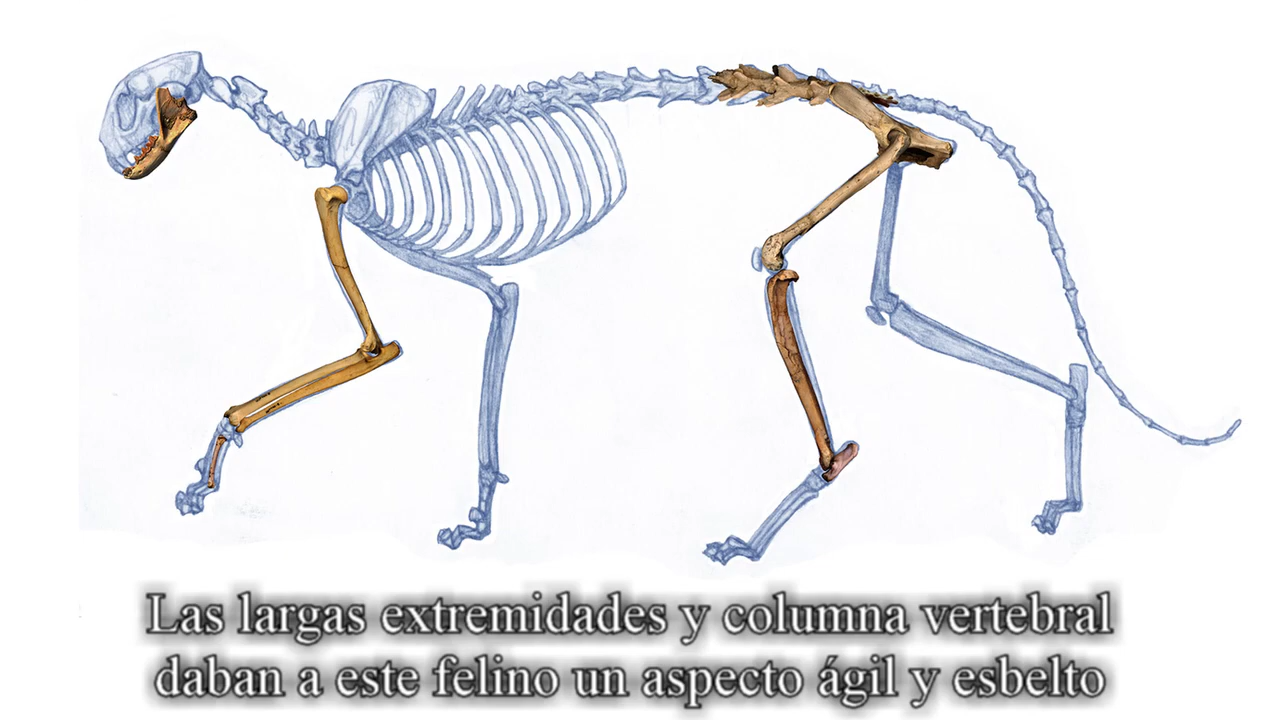 Las largas extremidades y columna vertebral
daban a este felino un aspecto ágil y esbelto